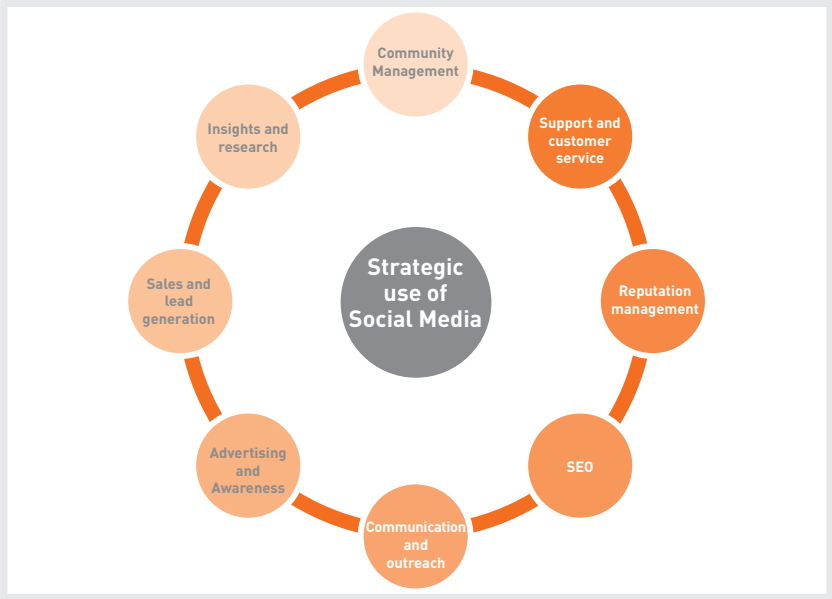 Community
Management
Support and
customer
service
Reputation
management
SEO
Communication
and
outreach
Advertising
and
Awareness
Sales and
lead
generation
Insights and
research
Strategic
use of
Social Media